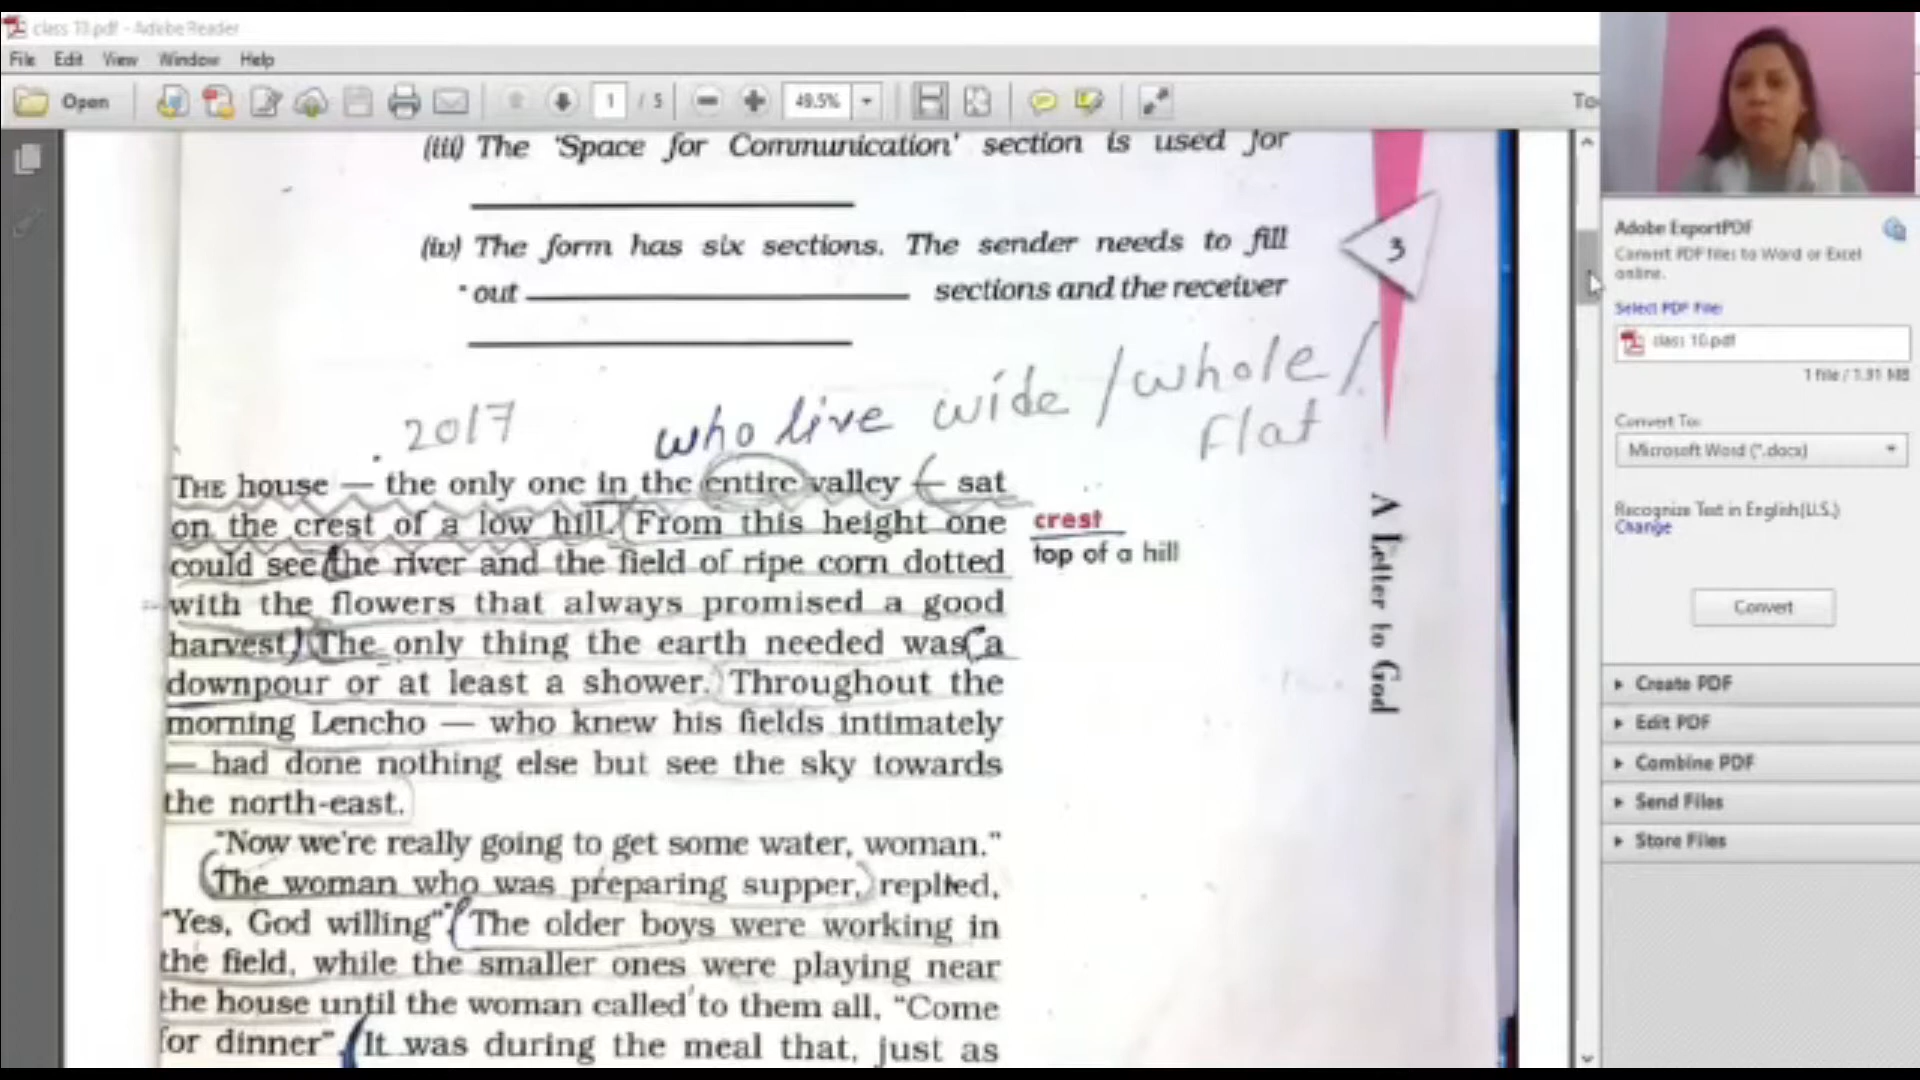 class 10.pdf - Adobe Reader
File Edit View Window Help
Open 1 / 5 49.5%
(iii) The 'Space for Communication' section is used for
(iv) The form has six sections. The sender needs to fill
out sections and the receiver
3
2017 who live wide / whole /
flat
THE house — the only one in the entire valley — sat
on the crest of a low hill. From this height one
could see the river and the field of ripe corn dotted
with the flowers that always promised a good
harvest. The only thing the earth needed was a
downpour or at least a shower. Throughout the
morning Lencho — who knew his fields intimately
— had done nothing else but see the sky towards
the north-east.
"Now we're really going to get some water, woman."
The woman who was preparing supper, replied,
"Yes, God willing". The older boys were working in
the field, while the smaller ones were playing near
the house until the woman called to them all, "Come
for dinner". It was during the meal that, just as
crest
top of a hill
A Letter to God
Adobe ExportPDF
Convert PDF files to Word or Excel
online.
Select PDF File:
class 10.pdf
1 file / 1.91 MB
Convert To:
Microsoft Word (*.docx)
Recognize Text in English(U.S.)
Change
Convert
Create PDF
Edit PDF
Combine PDF
Send Files
Store Files